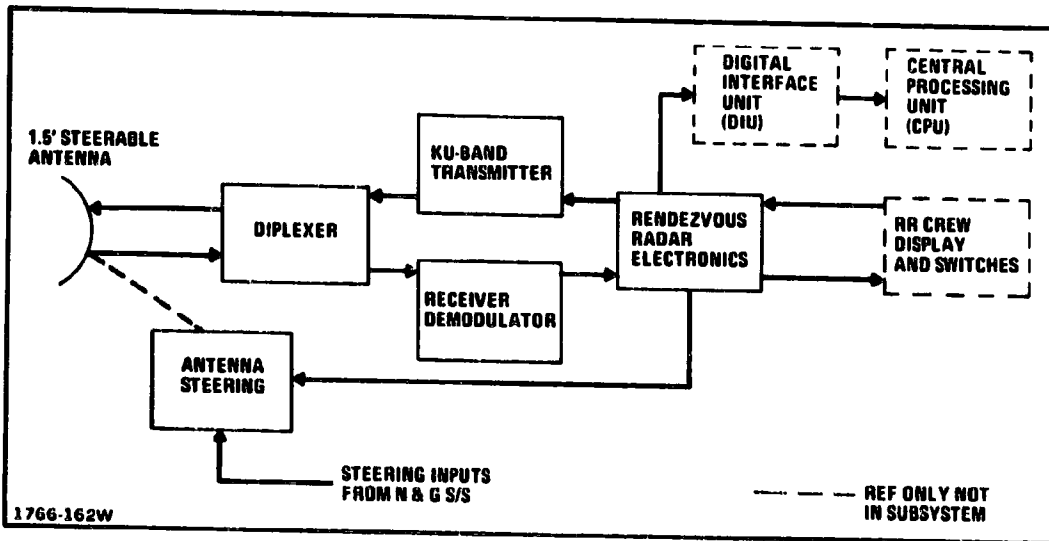 DIGITAL
INTERFACE
UNIT
(DIU)
CENTRAL
PROCESSING
UNIT
(CPU)
1.5' STEERABLE
ANTENNA
KU-BAND
TRANSMITTER
DIPLEXER
RENDEZVOUS
RADAR
ELECTRONICS
RR CREW
DISPLAY
AND SWITCHES
RECEIVER
DEMODULATOR
ANTENNA
STEERING
STEERING INPUTS
FROM N & G S/S
REF ONLY NOT
IN SUBSYSTEM
1766-162W